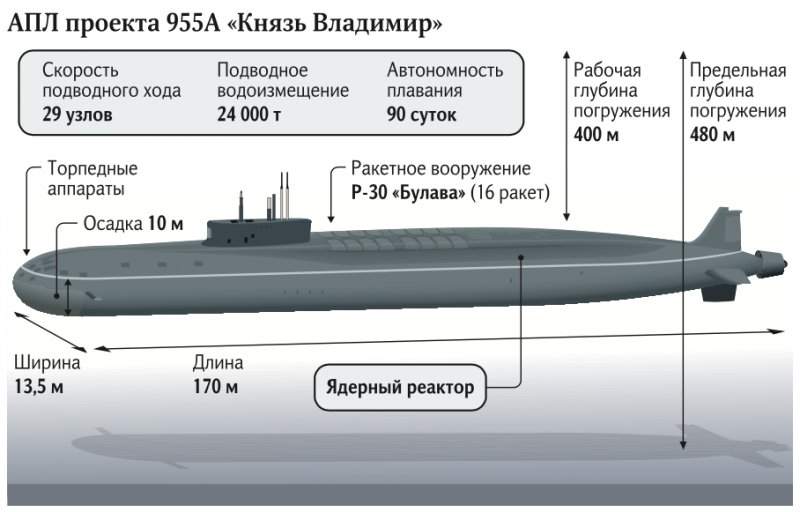 АПЛ проекта 955А «Князь Владимир»
Скорость
подводного хода
29 узлов
Подводное
водоизмещение
24 000 т
Автономность
плавания
90 суток
Рабочая
глубина
погружения
400 м
Предельная
глубина
погружения
480 м
Торпедные
аппараты
Ракетное вооружение
Р-30 «Булава» (16 ракет)
Осадка 10 м
Ширина
13,5 м
Длина
170 м
Ядерный реактор